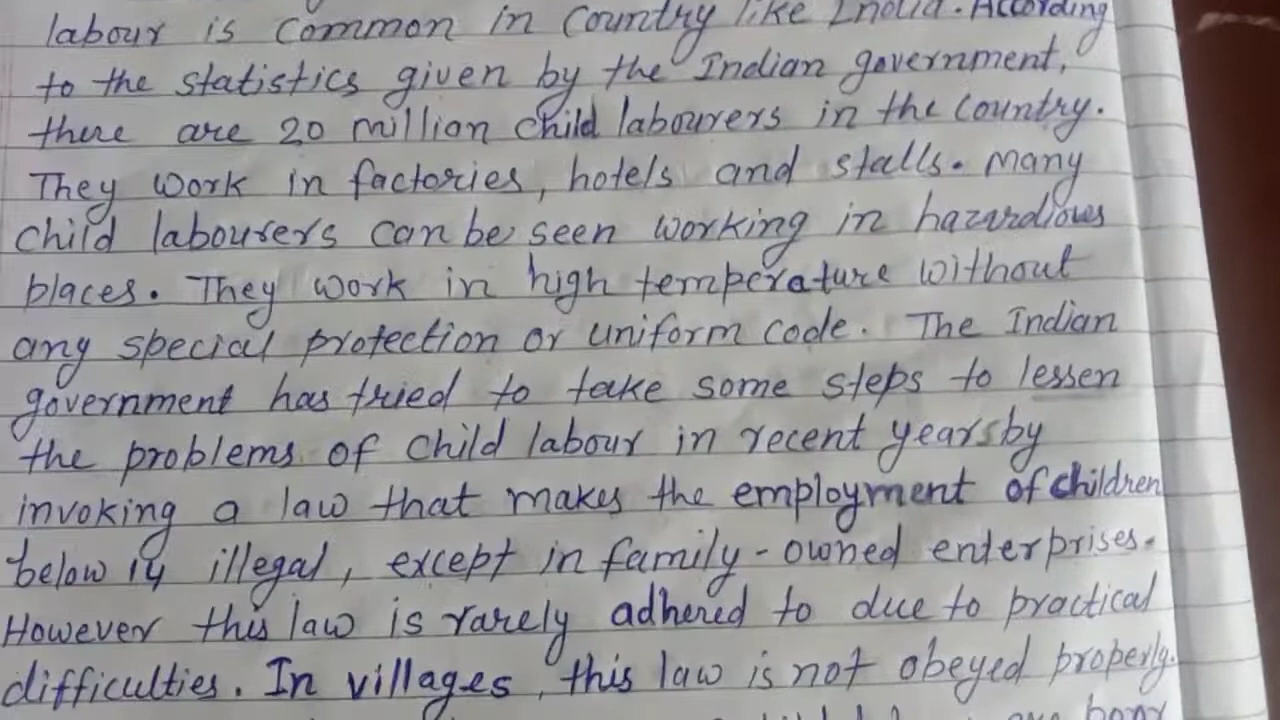 labour is common in country like India. According
to the statistics given by the Indian government,
there are 20 million child labourers in the country.
They work in factories, hotels and stalls. Many
child labourers can be seen working in hazardious
places. They work in high temperature without
any special protection or uniform code. The Indian
government has tried to take some steps to lessen
the problems of child labour in recent years by
invoking a law that makes the employment of children
below 14 illegal, except in family-owned enterprises.
However this law is rarely adhered to due to practical
difficulties. In villages, this law is not obeyed properly.